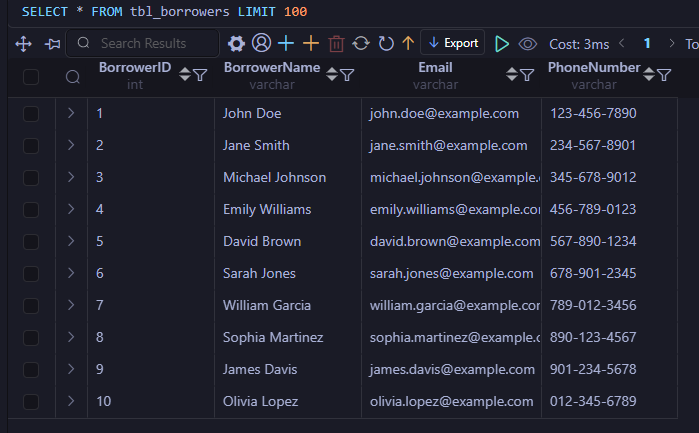 SELECT * FROM tbl_borrowers LIMIT 100
Search Results Export Cost: 3ms 1 To
BorrowerID BorrowerName Email PhoneNumber
int varchar varchar varchar
1 John Doe john.doe@example.com 123-456-7890
2 Jane Smith jane.smith@example.com 234-567-8901
3 Michael Johnson michael.johnson@example. 345-678-9012
4 Emily Williams emily.williams@example.cor 456-789-0123
5 David Brown david.brown@example.com 567-890-1234
6 Sarah Jones sarah.jones@example.com 678-901-2345
7 William Garcia william.garcia@example.cor 789-012-3456
8 Sophia Martinez sophia.martinez@example.c 890-123-4567
9 James Davis james.davis@example.com 901-234-5678
10 Olivia Lopez olivia.lopez@example.com 012-345-6789